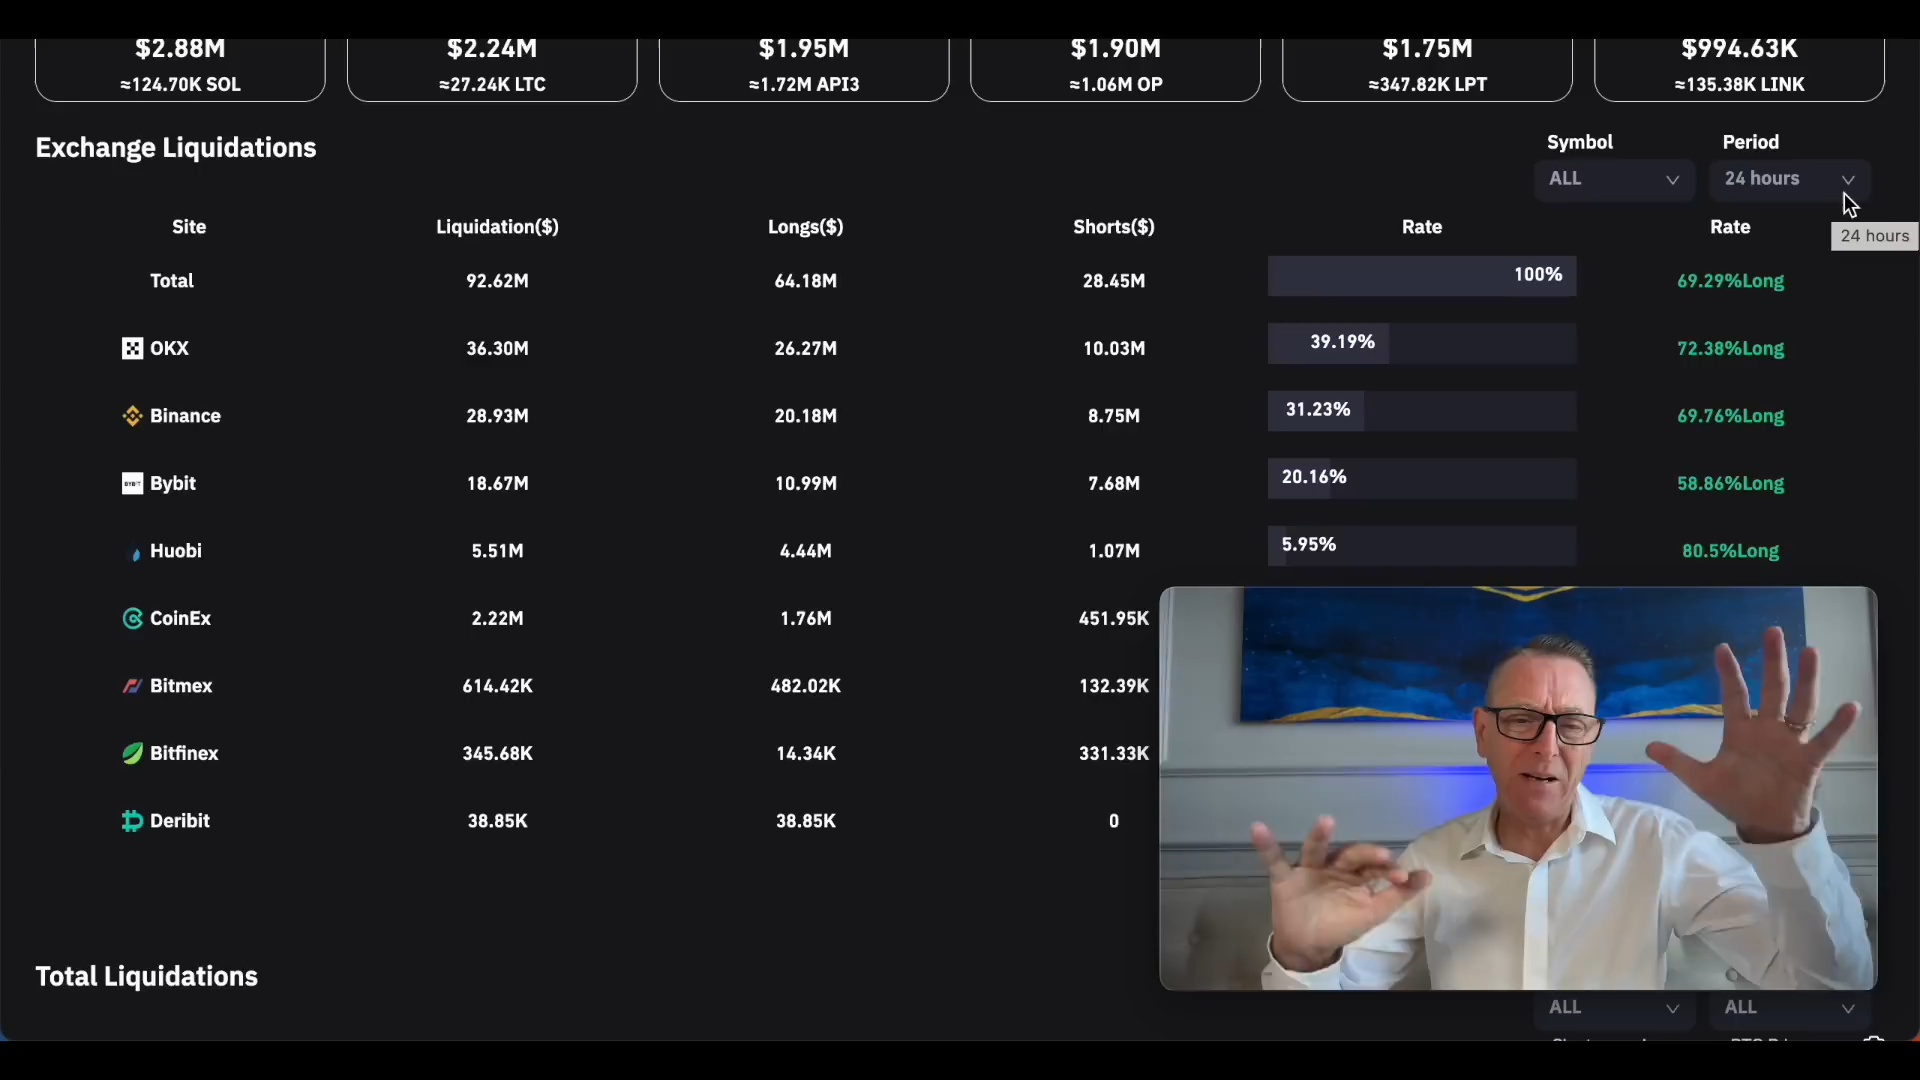 $2.88M $2.24M $1.95M $1.90M $1.75M $994.63K
≈124.70K SOL ≈27.24K LTC ≈1.72M API3 ≈1.06M OP ≈347.82K LPT ≈135.38K LINK
Symbol Period
Exchange Liquidations
ALL 24 hours
Site Liquidation($) Longs($) Shorts($) Rate Rate
24 hours
Total 92.62M 64.18M 28.45M 100% 69.29%Long
OKX 36.30M 26.27M 10.03M 39.19% 72.38%Long
Binance 28.93M 20.18M 8.75M 31.23% 69.76%Long
BYBIT Bybit 18.67M 10.99M 7.68M 20.16% 58.86%Long
Huobi 5.51M 4.44M 1.07M 5.95% 80.5%Long
CoinEx 2.22M 1.76M 451.95K
Bitmex 614.42K 482.02K 132.39K
Bitfinex 345.68K 14.34K 331.33K
Deribit 38.85K 38.85K 0
Total Liquidations
ALL ALL